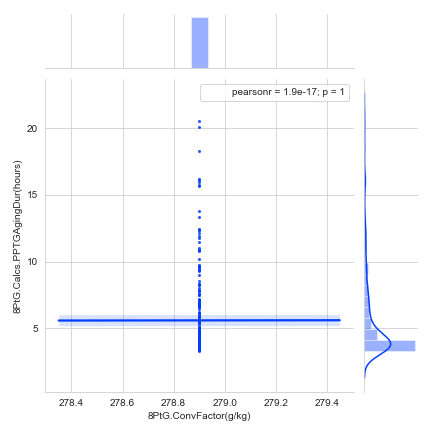 pearsonr = 1.9e-17; p = 1
20
15
10
5
8PtG.Calcs.PPTGAgingDur(hours)
278.4 278.6 278.8 279.0 279.2 279.4
8PtG.ConvFactor(g/kg)